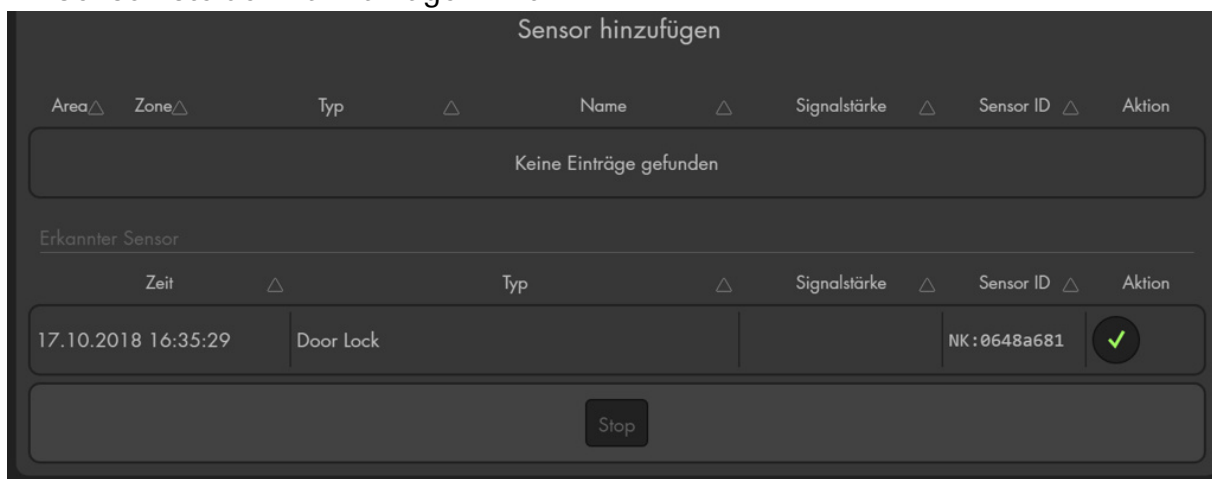 Sensor hinzufügen
Area Zone Typ Name Signalstärke Sensor ID Aktion
Keine Einträge gefunden
Erkannter Sensor
Zeit Typ Signalstärke Sensor ID Aktion
17.10.2018 16:35:29 Door Lock NK:0648a681
Stop